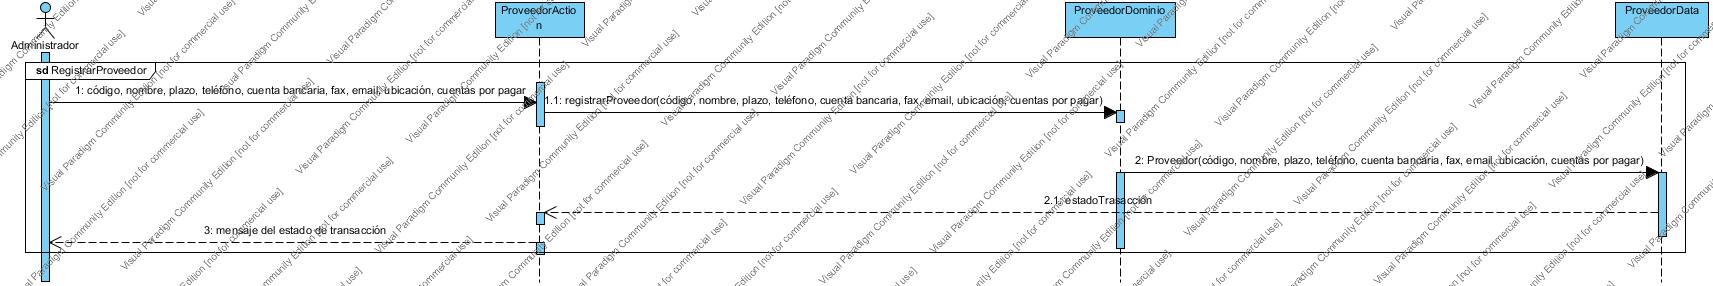 ProveedorActio
n
ProveedorDominio
ProveedorData
Administrador
sd RegistrarProveedor
1: código, nombre, plazo, teléfono, cuenta bancaria, fax, email, ubicación, cuentas por pagar
1.1: registrarProveedor(código, nombre, plazo, teléfono, cuenta bancaria, fax, email, ubicación, cuentas por pagar)
2: Proveedor(código, nombre, plazo, teléfono, cuenta bancaria, fax, email, ubicación, cuentas por pagar)
2.1: estadoTrasacción
3: mensaje del estado de transacción
Visual Paradigm Community Edition [not for commercial use]